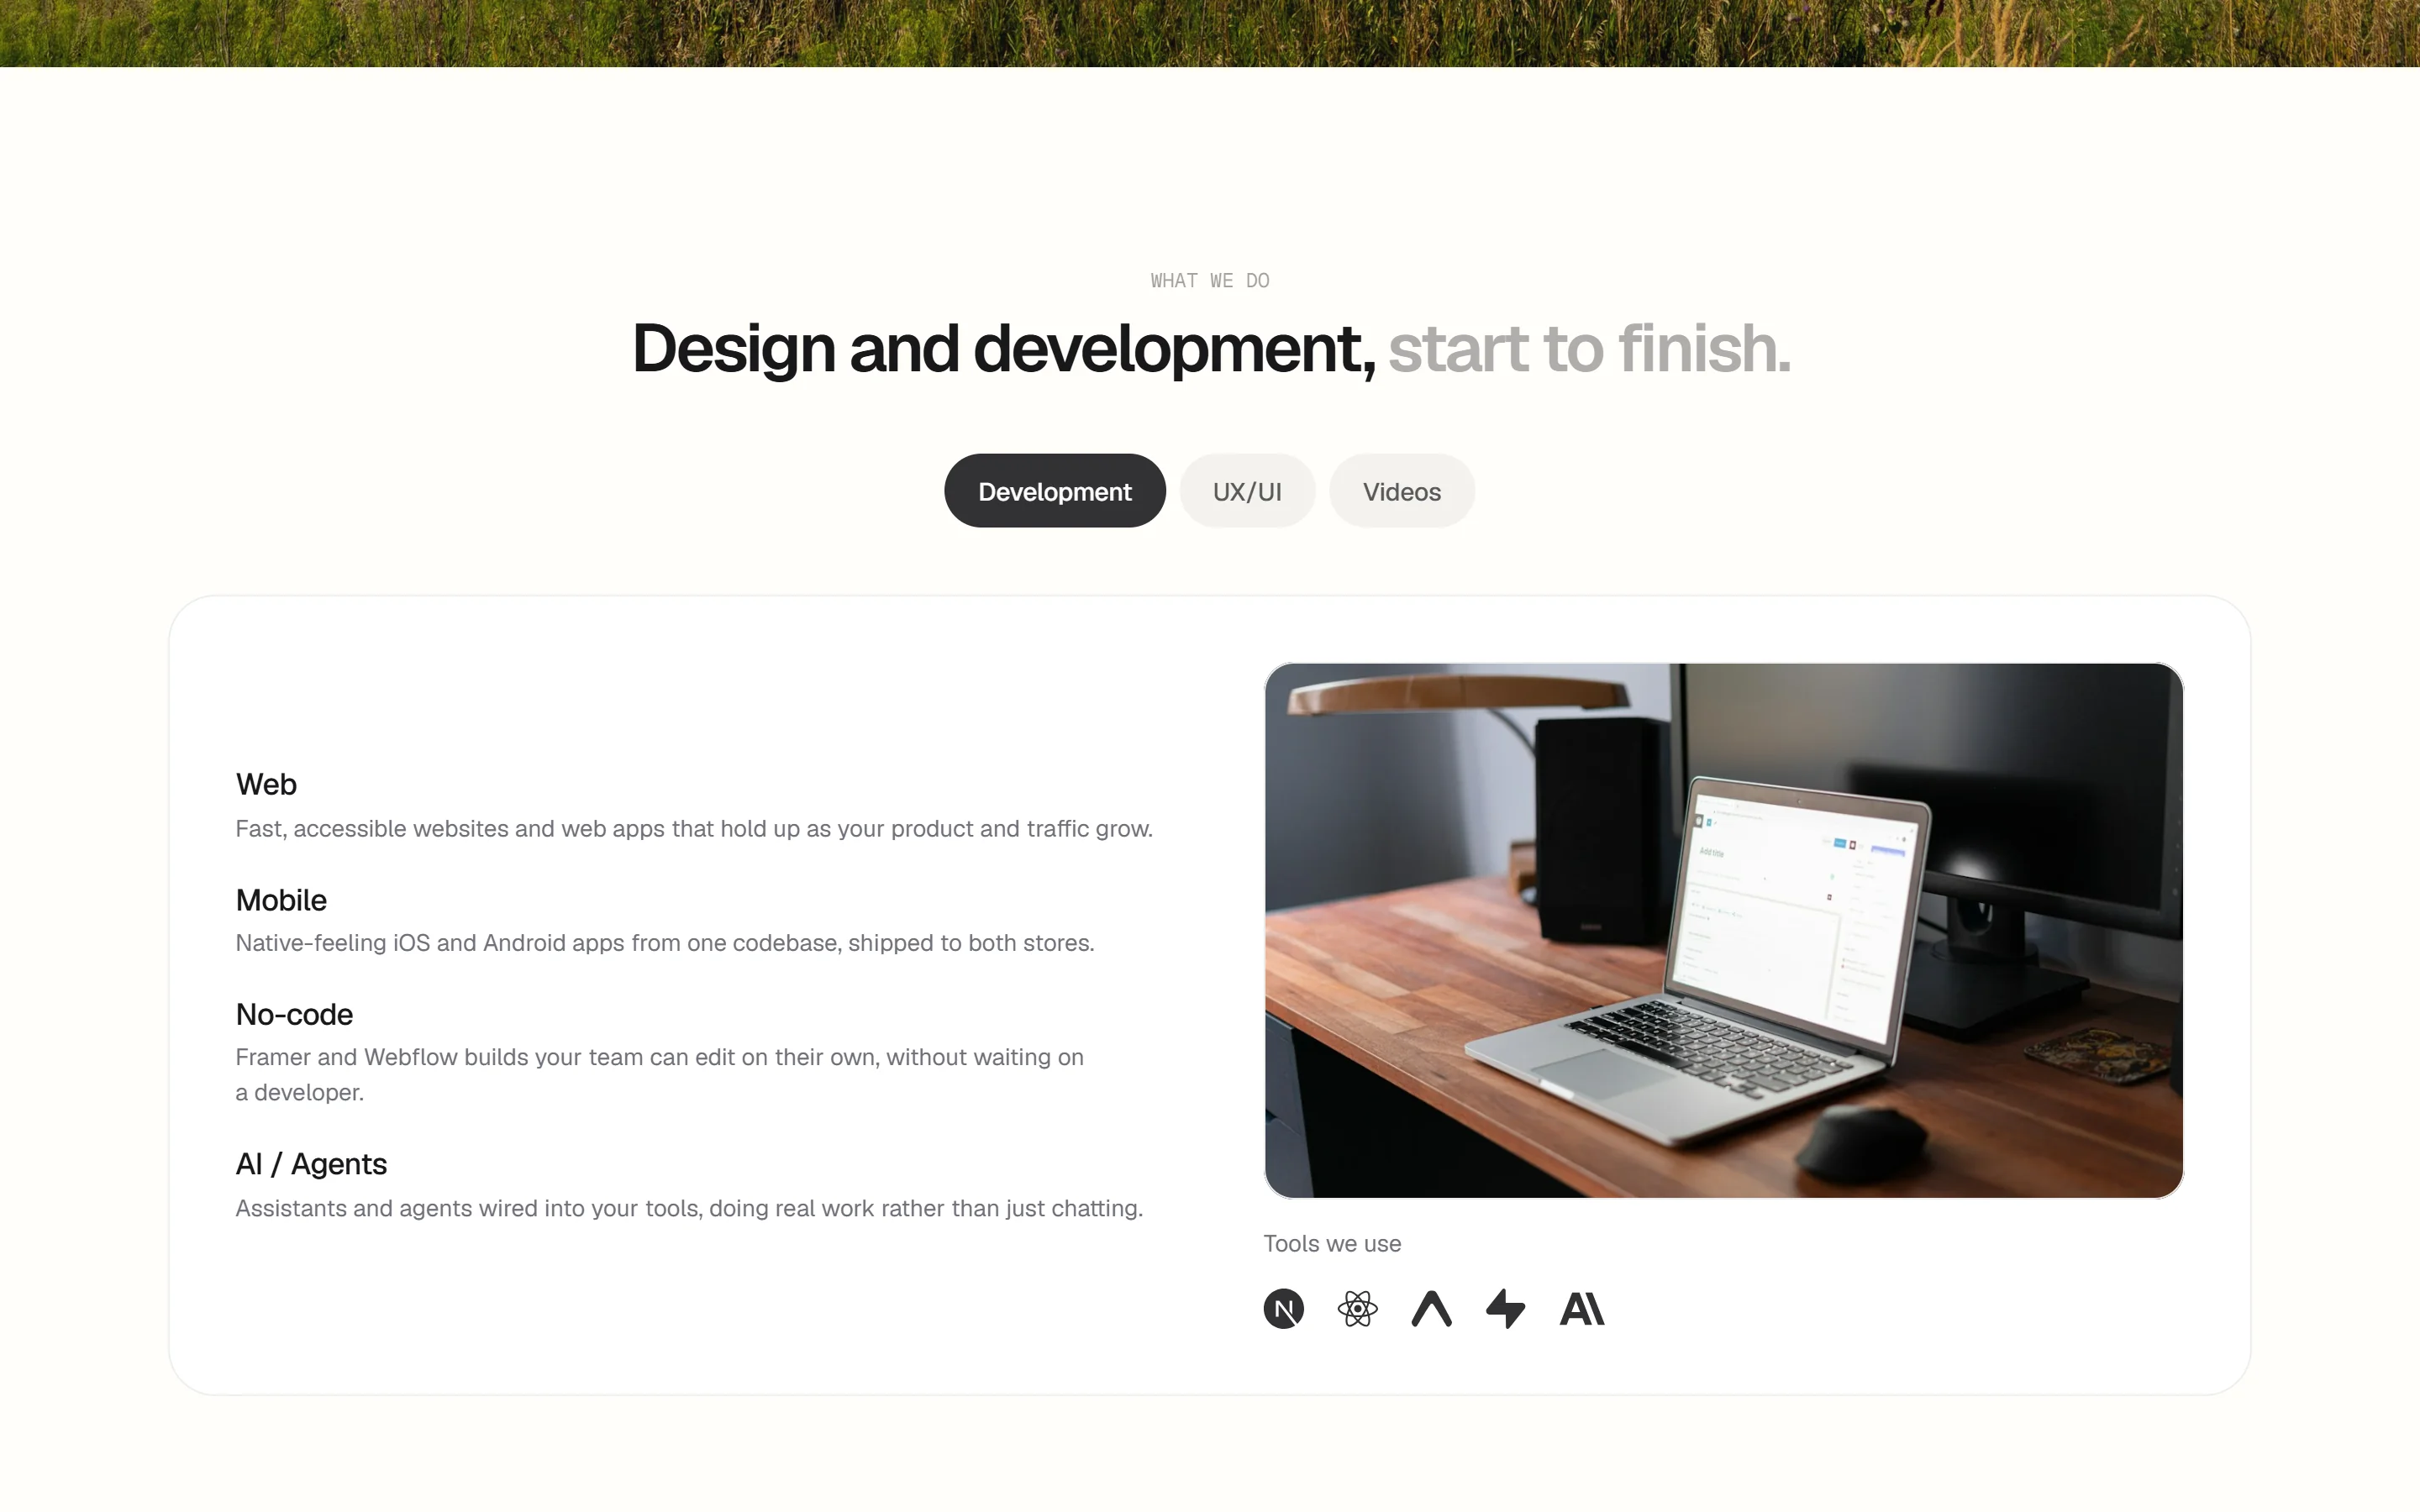 WHAT WE DO
Design and development, start to finish.
Development
UX/UI
Videos
Web
Fast, accessible websites and web apps that hold up as your product and traffic grow.
Mobile
Native-feeling iOS and Android apps from one codebase, shipped to both stores.
No-code
Framer and Webflow builds your team can edit on their own, without waiting on
a developer.
AI / Agents
Assistants and agents wired into your tools, doing real work rather than just chatting.
Add title
Tools we use